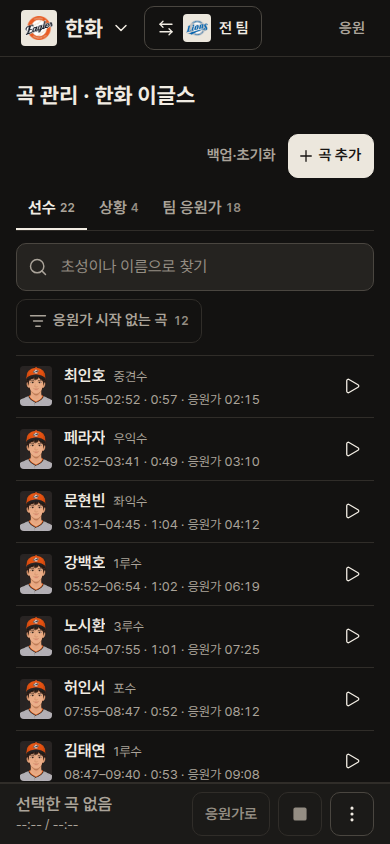 Eagles 한화 Lions 전 팀 응원
곡 관리 · 한화 이글스
백업·초기화 곡 추가
선수 22 상황 4 팀 응원가 18
초성이나 이름으로 찾기
응원가 시작 없는 곡 12
최인호 중견수
01:55–02:52 · 0:57 · 응원가 02:15
페라자 우익수
02:52–03:41 · 0:49 · 응원가 03:10
문현빈 좌익수
03:41–04:45 · 1:04 · 응원가 04:12
강백호 1루수
05:52–06:54 · 1:02 · 응원가 06:19
노시환 3루수
06:54–07:55 · 1:01 · 응원가 07:25
허인서 포수
07:55–08:47 · 0:52 · 응원가 08:12
김태연 1루수
08:47–09:40 · 0:53 · 응원가 09:08
선택한 곡 없음
--:-- / --:--
응원가로